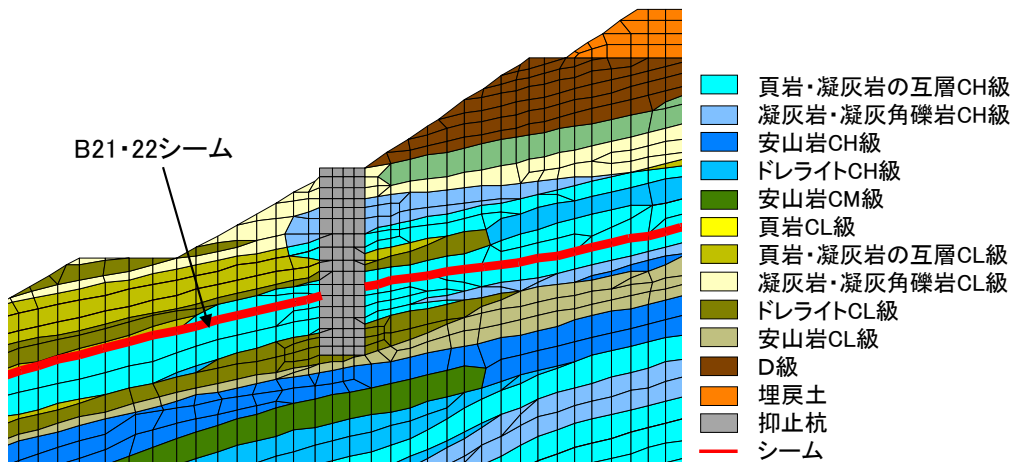 B21・22シーム
頁岩・凝灰岩の互層CH級
凝灰岩・凝灰角礫岩CH級
安山岩CH級
ドレライトCH級
安山岩CM級
頁岩CL級
頁岩・凝灰岩の互層CL級
凝灰岩・凝灰角礫岩CL級
ドレライトCL級
安山岩CL級
D級
埋戻土
抑止杭
シーム